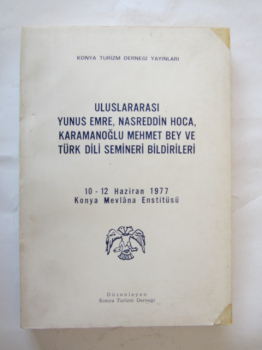 KONYA TURİZM DERNEĞİ YAYINLARI
ULUSLARARASI
YUNUS EMRE, NASREDDİN HOCA,
KARAMANOĞLU MEHMET BEY VE
TÜRK DİLİ SEMİNERİ BİLDİRİLERİ
10 - 12 Haziran 1977
Konya Mevlâna Enstitüsü
Düzenleyen
Konya Turizm Derneği